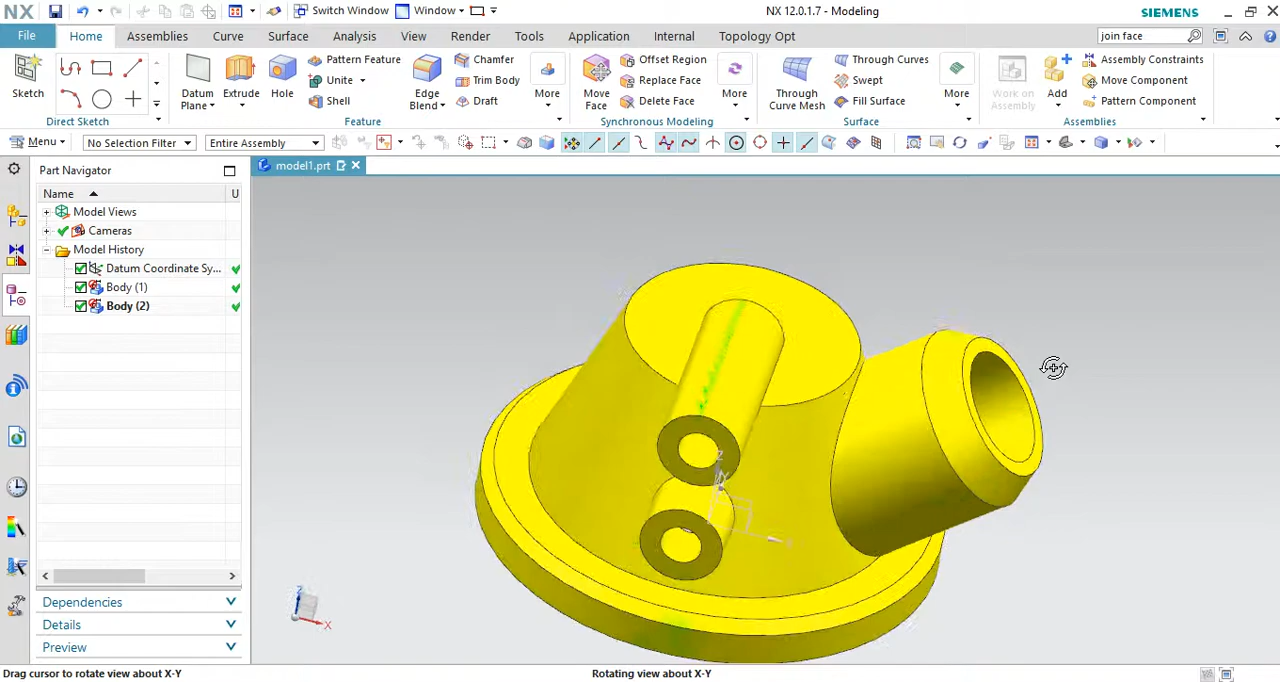 NX
Switch Window
Window
NX 12.0.1.7 - Modeling
SIEMENS
File
Home
Assemblies
Curve
Surface
Analysis
View
Render
Tools
Application
Internal
Topology Opt
join face
Sketch
Direct Sketch
Datum Plane
Extrude
Hole
Pattern Feature
Unite
Shell
Edge Blend
Chamfer
Trim Body
Draft
More
Feature
Move Face
Offset Region
Replace Face
Delete Face
More
Synchronous Modeling
Through Curve Mesh
Through Curves
Swept
Fill Surface
More
Surface
Work on Assembly
Add
Assembly Constraints
Move Component
Pattern Component
Assemblies
Menu
No Selection Filter
Entire Assembly
Part Navigator
model1.prt
Name
U
Model Views
Cameras
Model History
Datum Coordinate Sy...
Body (1)
Body (2)
Dependencies
Details
Preview
Z
X
Drag cursor to rotate view about X-Y
Rotating view about X-Y